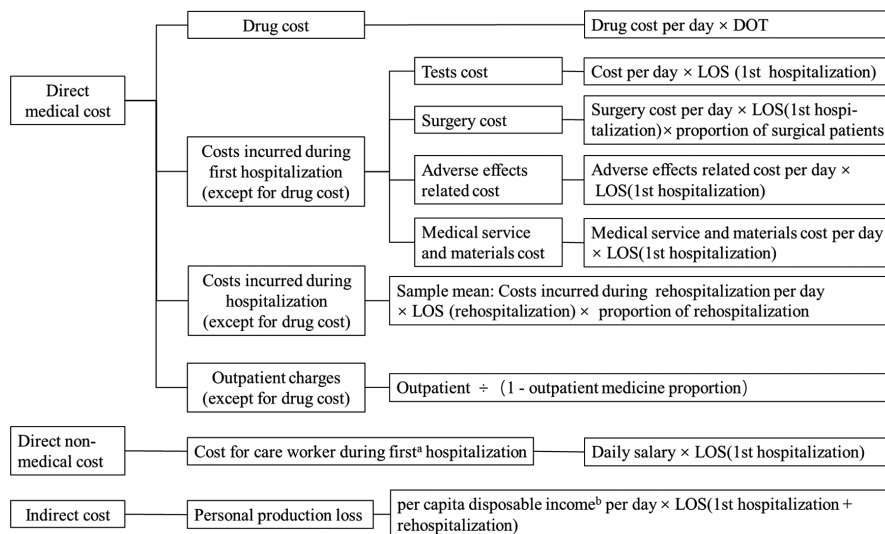 Drug cost
Drug cost per day × DOT
Direct
medical cost
Tests cost
Cost per day × LOS (1st hospitalization)
Surgery cost
Surgery cost per day × LOS(1st hospi-
talization)× proportion of surgical patients
Costs incurred during
first hospitalization
(except for drug cost)
Adverse effects
related cost
Adverse effects related cost per day ×
LOS(1st hospitalization)
Medical service
and materials cost
Medical service and materials cost per day
× LOS(1st hospitalization)
Costs incurred during
hospitalization
(except for drug cost)
Sample mean: Costs incurred during rehospitalization per day
× LOS (rehospitalization) × proportion of rehospitalization
Outpatient charges
(except for drug cost)
Outpatient ÷ (1 - outpatient medicine proportion)
Direct non-
medical cost
Cost for care worker during firstᵃ hospitalization
Daily salary × LOS(1st hospitalization)
Indirect cost
Personal production loss
per capita disposable incomeᵇ per day × LOS(1st hospitalization +
rehospitalization)